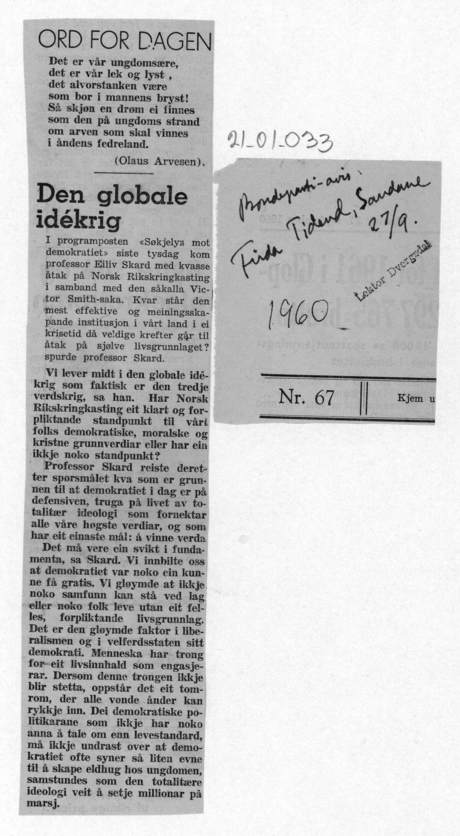 ORD FOR DAGEN
Det er vår ungdomsære,
det er vår lek og lyst ,
det alvorstanken være
som bor i mannens bryst!
Så skjøn en drøm ei finnes
som den på ungdoms strand
om arven som skal vinnes
i åndens fedreland.
(Olaus Arvesen).
Den globale
idékrig
I programposten «Søkjelys mot
demokratiet» siste tysdag kom
professor Eiliv Skard med kvasse
åtak på Norsk Rikskringkasting
i samband med den såkalla Vic-
tor Smith-saka. Kvar står den
mest effektive og meiningsska-
pande institusjon i vårt land i ei
krisetid då veldige krefter går til
åtak på sjølve livsgrunnlaget?
spurde professor Skard.
Vi lever midt i den globale idé-
krig som faktisk er den tredje
verdskrig, sa han. Har Norsk
Rikskringkasting eit klart og for-
pliktande standpunkt til vårt
folks demokratiske, moralske og
kristne grunnverdiar eller har ein
ikkje noko standpunkt?
Professor Skard reiste deret-
ter spørsmålet kva som er grun-
nen til at demokratiet i dag er på
defensiven, truga på livet av to-
talitær ideologi som fornektar
alle våre høgste verdiar, og som
har eit einaste mål: å vinne verda
Det må vere ein svikt i funda-
menta, sa Skard. Vi innbilte oss
at demokratiet var noko ein kun-
ne få gratis. Vi gløymde at ikkje
noko samfunn kan stå ved lag
eller noko folk leve utan eit fel-
les, forpliktande livsgrunnlag.
Det er den gløymde faktor i libe-
ralismen og i velferdsstaten sitt
demokrati. Menneska har trong
for eit livsinnhald som engasje-
rar. Dersom denne trongen ikkje
blir stetta, oppstår det eit tom-
rom, der alle vonde ånder kan
rykkje inn. Dei demokratiske po-
litikarane som ikkje har noko
anna å tale om enn levestandard,
må ikkje undrast over at demo-
kratiet ofte syner så liten evne
til å skape eldhug hos ungdomen,
samstundes som den totalitære
ideologi veit å setje millionar på
marsj.
21-01-033
Bondeparti-avis:
Firda Tidend, Sandane
27/9.
1960
Lektor Dvergsdal
Nr. 67
Kjem u